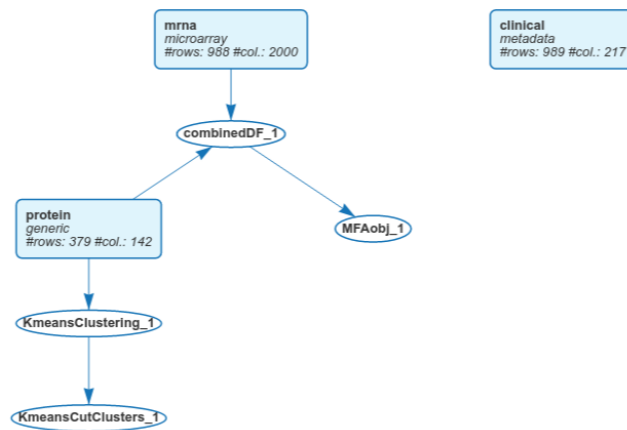 mrna
microarray
#rows: 988 #col.: 2000
clinical
metadata
#rows: 989 #col.: 217
combinedDF_1
protein
generic
#rows: 379 #col.: 142
MFAobj_1
KmeansClustering_1
KmeansCutClusters_1